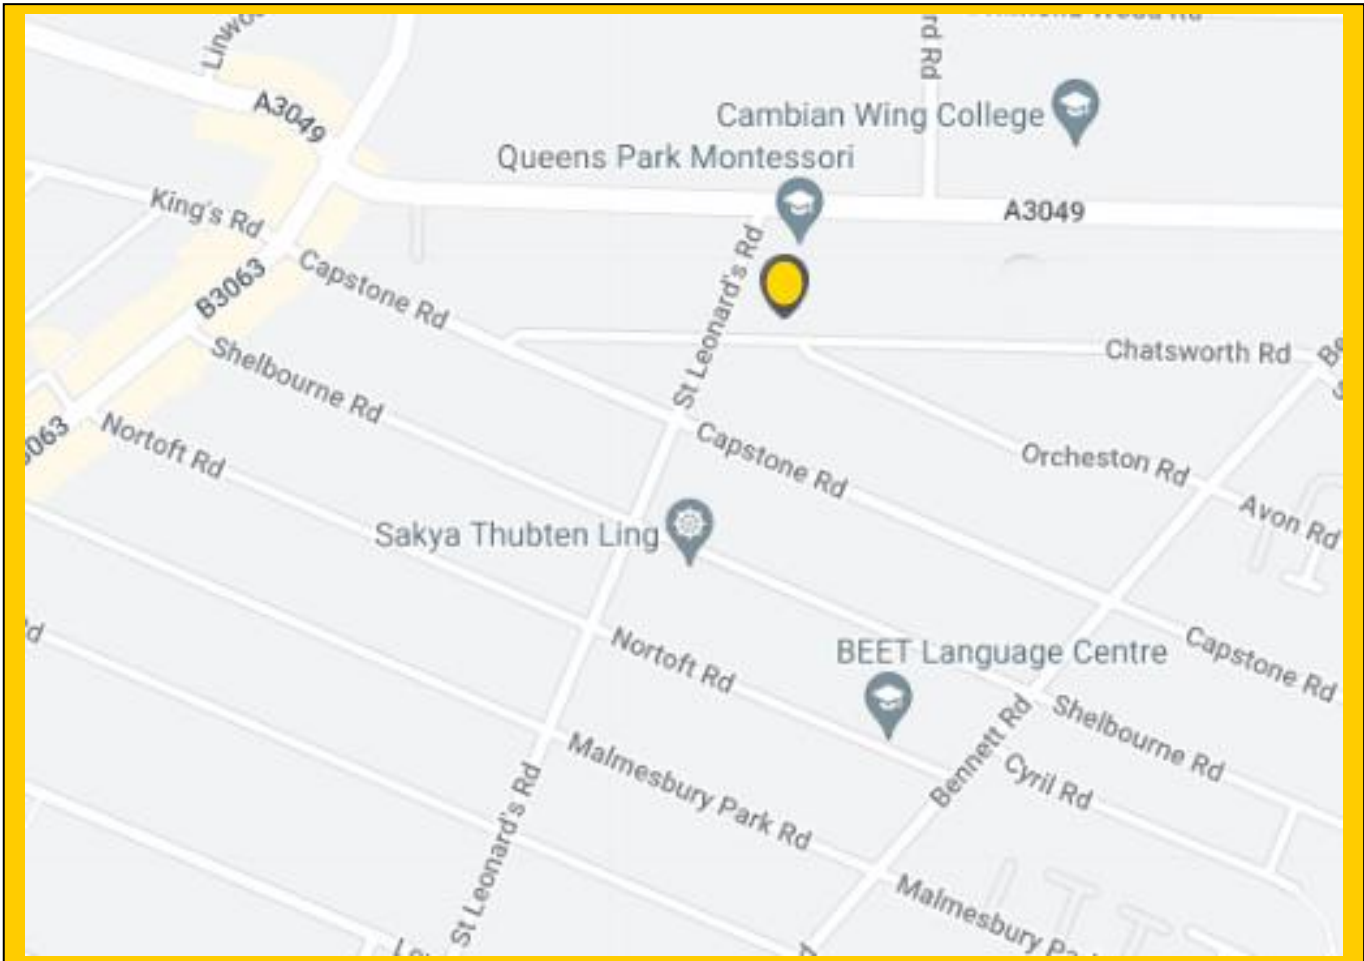 A3049
Cambian Wing College
Queens Park Montessori
King's Rd
A3049
St Leonard's Rd
B3063
Capstone Rd
Shelbourne Rd
Chatsworth Rd
Nortoft Rd
Capstone Rd
Orcheston Rd
Avon Rd
Sakya Thubten Ling
Nortoft Rd
BEET Language Centre
Capstone Rd
Shelbourne Rd
Bennett Rd
Cyril Rd
Malmesbury Park Rd
St Leonard's Rd
Malmesbury